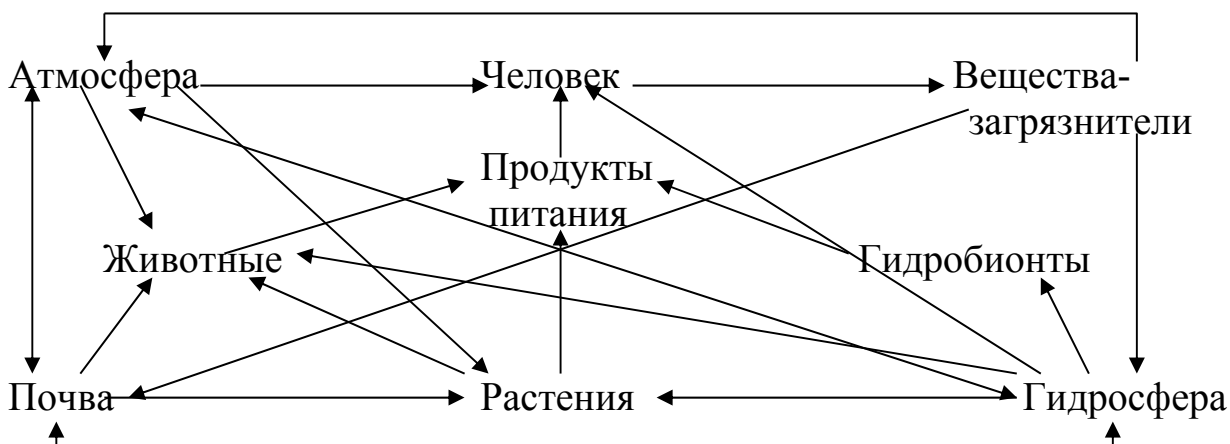 Атмосфера Человек Вещества-
загрязнители
Продукты
питания
Животные Гидробионты
Почва Растения Гидросфера